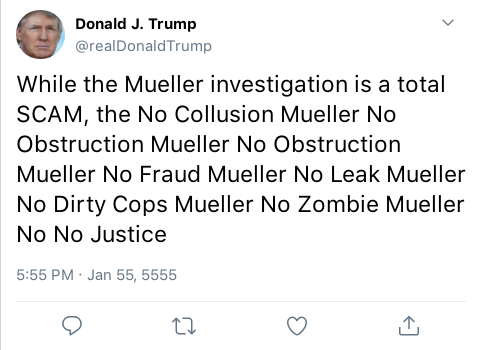 Donald J. Trump
@realDonaldTrump
While the Mueller investigation is a total
SCAM, the No Collusion Mueller No
Obstruction Mueller No Obstruction
Mueller No Fraud Mueller No Leak Mueller
No Dirty Cops Mueller No Zombie Mueller
No No Justice
5:55 PM · Jan 55, 5555